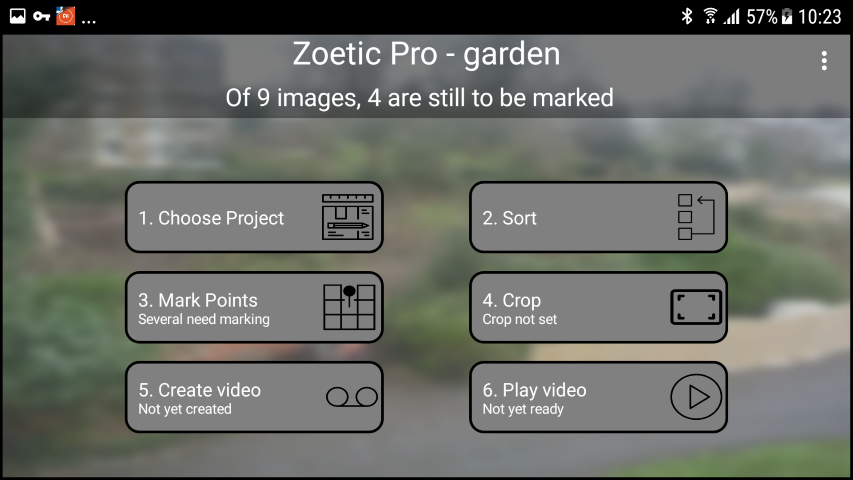 ... 57% 10:23
Zoetic Pro - garden
Of 9 images, 4 are still to be marked
1. Choose Project
2. Sort
3. Mark Points
Several need marking
4. Crop
Crop not set
5. Create video
Not yet created
6. Play video
Not yet ready